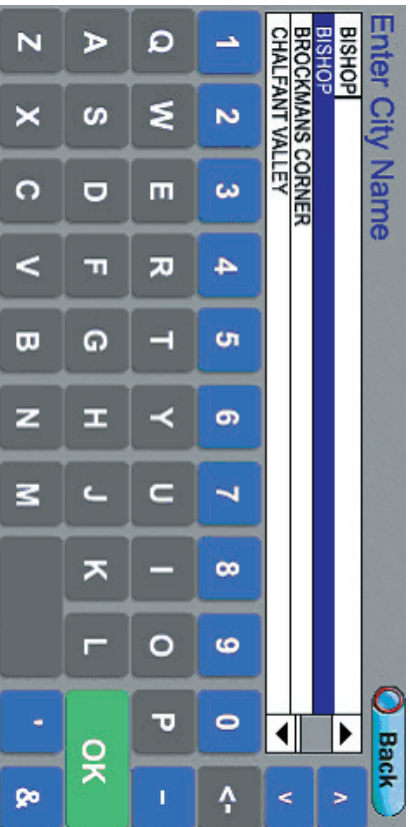 Enter City Name
Back
BISHOP
BISHOP
BROCKMANS CORNER
CHALFANT VALLEY
^
v
1 2 3 4 5 6 7 8 9 0 <-
Q W E R T Y U I O P -
A S D F G H J K L OK
Z X C V B N M ' &